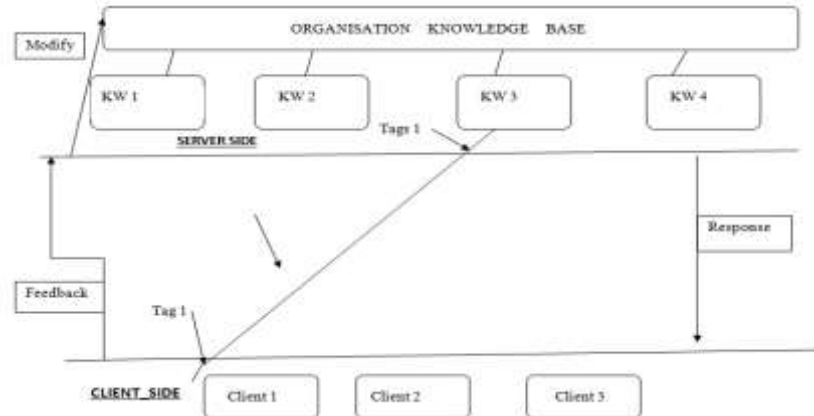 ORGANISATION KNOWLEDGE BASE
Modify
KW 1
KW 2
KW 3
KW 4
Tags 1
SERVER SIDE
Response
Feedback
Tag 1
CLIENT_SIDE
Client 1
Client 2
Client 3